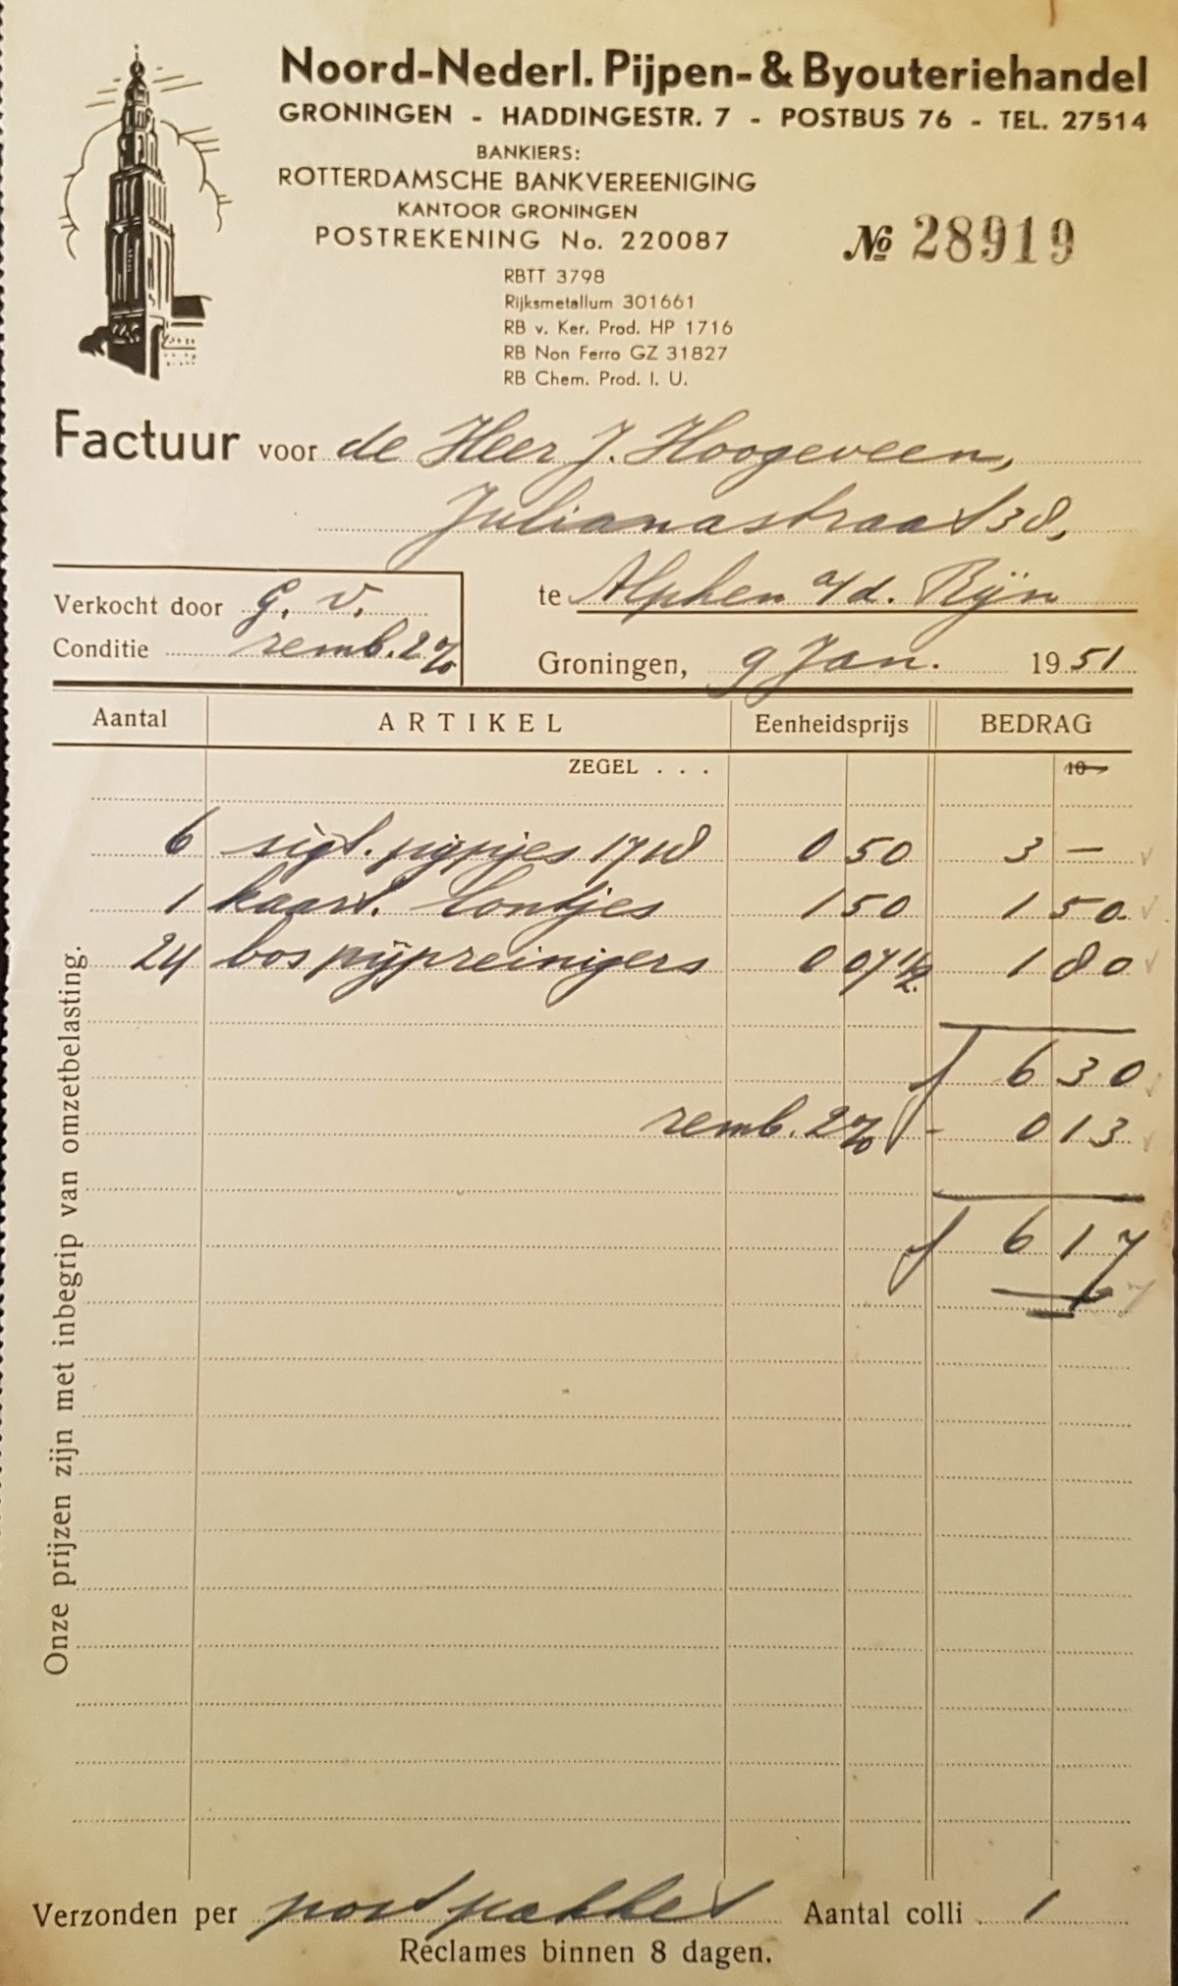 Noord-Nederl. Pijpen- & Byouteriehandel
GRONINGEN - HADDINGESTR. 7 - POSTBUS 76 - TEL. 27514
BANKIERS:
ROTTERDAMSCHE BANKVEREENIGING
KANTOOR GRONINGEN
POSTREKENING No. 220087
№ 28919
RBTT 3798
Rijksmetallum 301661
RB v. Ker. Prod. HP 1716
RB Non Ferro GZ 31827
RB Chem. Prod. I. U.
Factuur voor de Heer J. Hoogeveen,
Julianastraat 38,
te Alphen a/d. Rijn
Verkocht door G. V.
Conditie remb. 2%
Groningen, 9 Jan. 1951
Aantal ARTIKEL Eenheidsprijs BEDRAG
ZEGEL . . . 10
6 sigt. pijpjes 1718 0 50 3 —
1 kaart. lontjes 1 50 1 50
24 bos pijpreinigers 0 07 1/2 1 80
f 6 30
remb. 2% f - 0 13
f 6 17
Onze prijzen zijn met inbegrip van omzetbelasting.
Verzonden per postpakket Aantal colli 1
Reclames binnen 8 dagen.